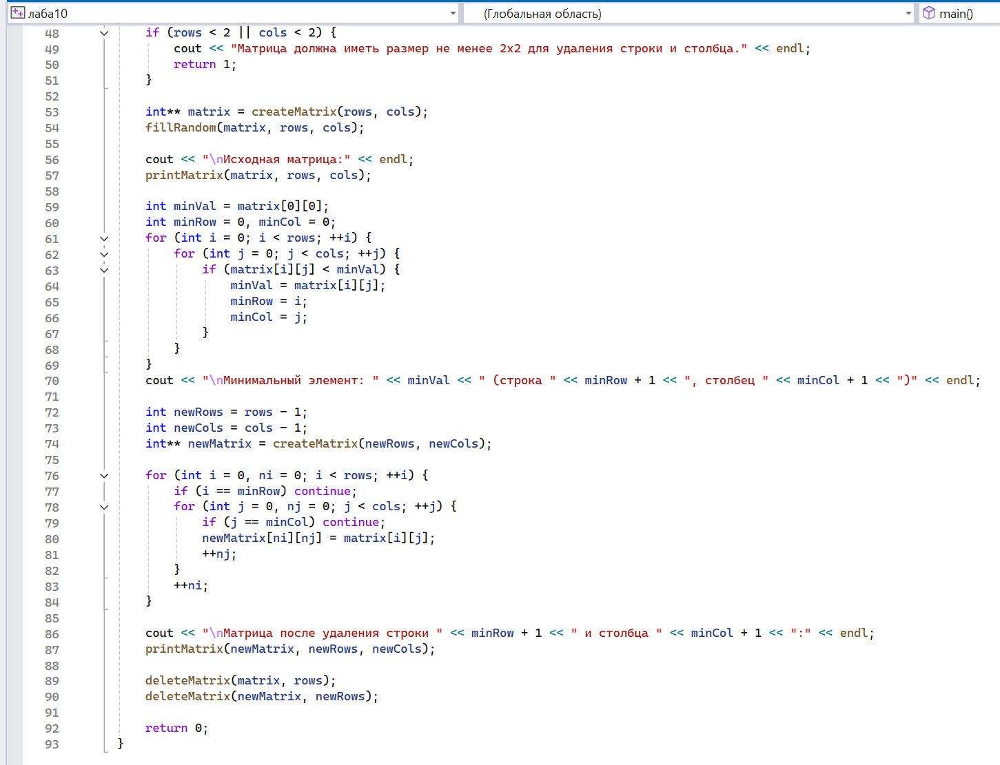 лаба10 (Глобальная область) main()
48 if (rows < 2 || cols < 2) {
49 cout << "Матрица должна иметь размер не менее 2x2 для удаления строки и столбца." << endl;
50 return 1;
51 }
52
53 int** matrix = createMatrix(rows, cols);
54 fillRandom(matrix, rows, cols);
55
56 cout << "\nИсходная матрица:" << endl;
57 printMatrix(matrix, rows, cols);
58
59 int minVal = matrix[0][0];
60 int minRow = 0, minCol = 0;
61 for (int i = 0; i < rows; ++i) {
62 for (int j = 0; j < cols; ++j) {
63 if (matrix[i][j] < minVal) {
64 minVal = matrix[i][j];
65 minRow = i;
66 minCol = j;
67 }
68 }
69 }
70 cout << "\nМинимальный элемент: " << minVal << " (строка " << minRow + 1 << ", столбец " << minCol + 1 << ")" << endl;
71
72 int newRows = rows - 1;
73 int newCols = cols - 1;
74 int** newMatrix = createMatrix(newRows, newCols);
75
76 for (int i = 0, ni = 0; i < rows; ++i) {
77 if (i == minRow) continue;
78 for (int j = 0, nj = 0; j < cols; ++j) {
79 if (j == minCol) continue;
80 newMatrix[ni][nj] = matrix[i][j];
81 ++nj;
82 }
83 ++ni;
84 }
85
86 cout << "\nМатрица после удаления строки " << minRow + 1 << " и столбца " << minCol + 1 << ":" << endl;
87 printMatrix(newMatrix, newRows, newCols);
88
89 deleteMatrix(matrix, rows);
90 deleteMatrix(newMatrix, newRows);
91
92 return 0;
93 }